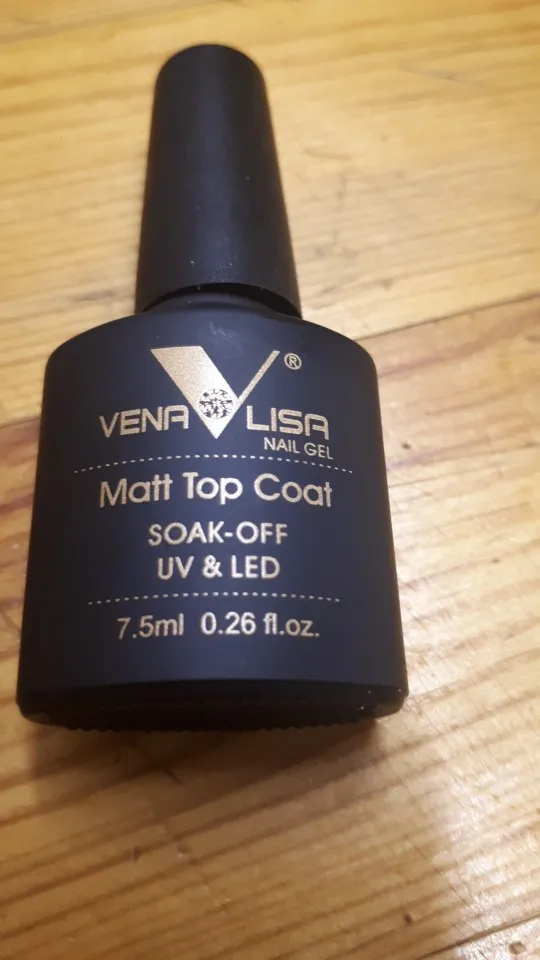 ®
VENA LISA
NAIL GEL
Matt Top Coat
SOAK-OFF
UV & LED
7.5ml 0.26 fl.oz.